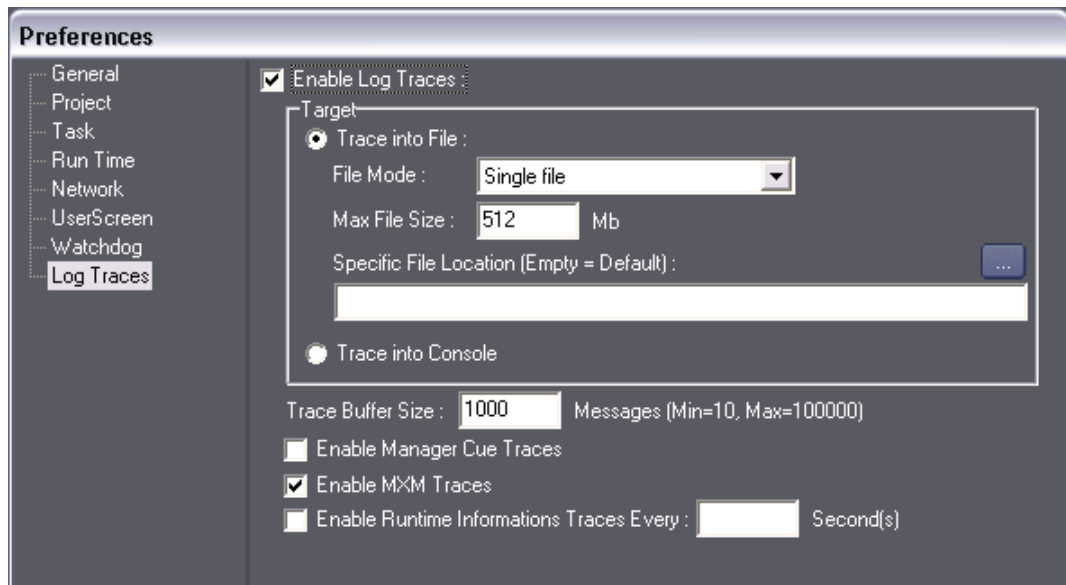 Preferences
General
Project
Task
Run Time
Network
UserScreen
Watchdog
Log Traces
Enable Log Traces :
Target
Trace into File :
File Mode : Single file
Max File Size : 512 Mb
Specific File Location (Empty = Default) : ...
Trace into Console
Trace Buffer Size : 1000 Messages (Min=10, Max=100000)
Enable Manager Cue Traces
Enable MXM Traces
Enable Runtime Informations Traces Every : Second(s)